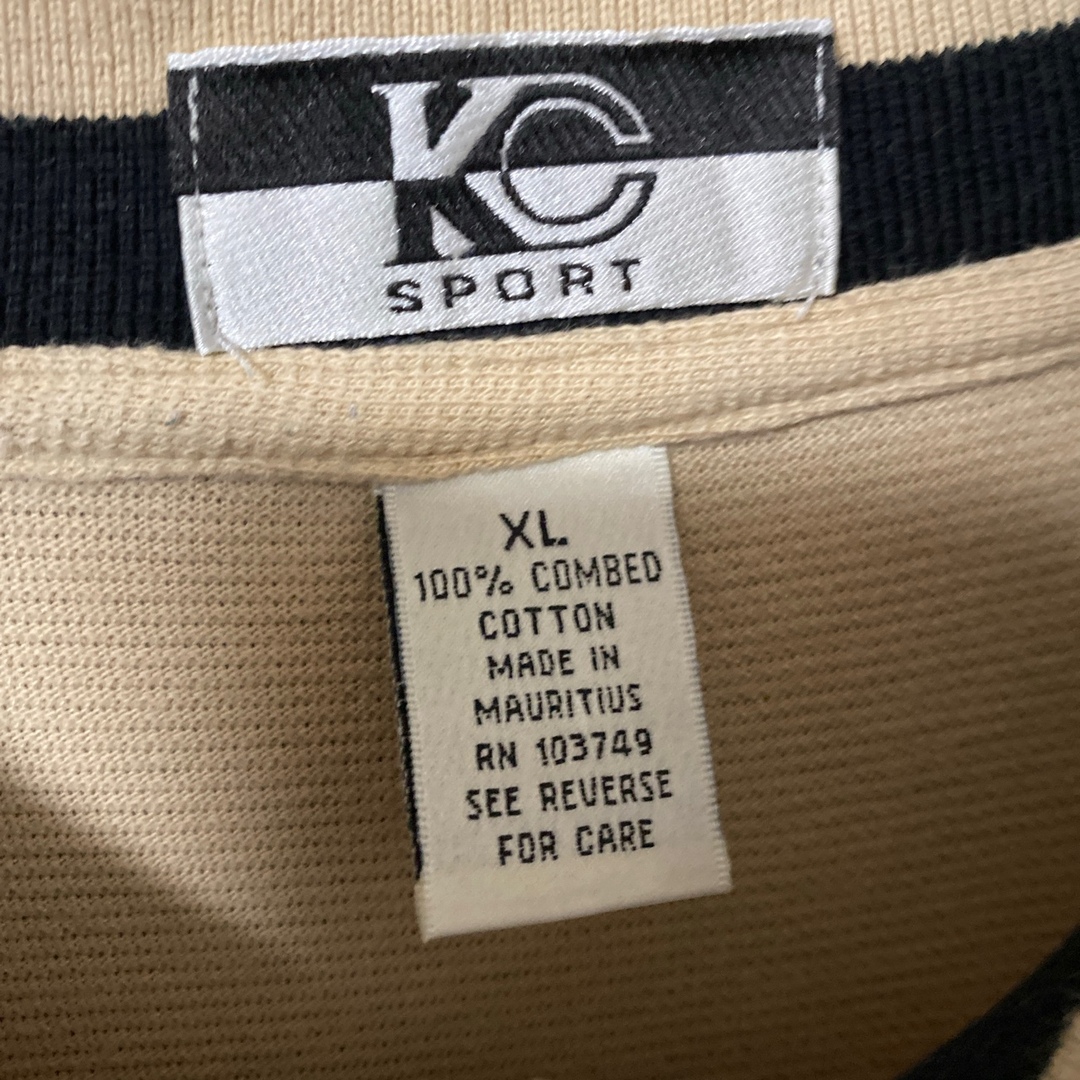 KC
SPORT
XL
100% COMBED
COTTON
MADE IN
MAURITIUS
RN 103749
SEE REVERSE
FOR CARE